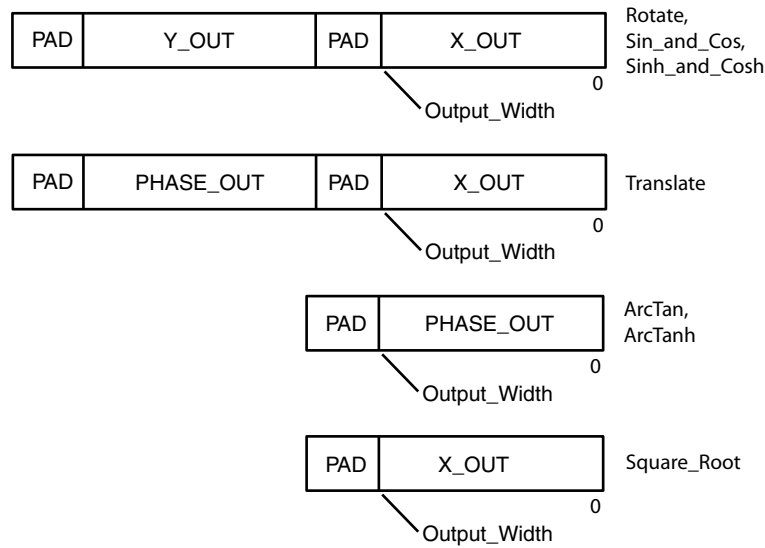 PAD Y_OUT PAD X_OUT
Rotate,
Sin_and_Cos,
Sinh_and_Cosh
0
Output_Width
PAD PHASE_OUT PAD X_OUT
Translate
0
Output_Width
PAD PHASE_OUT
ArcTan,
ArcTanh
0
Output_Width
PAD X_OUT
Square_Root
0
Output_Width